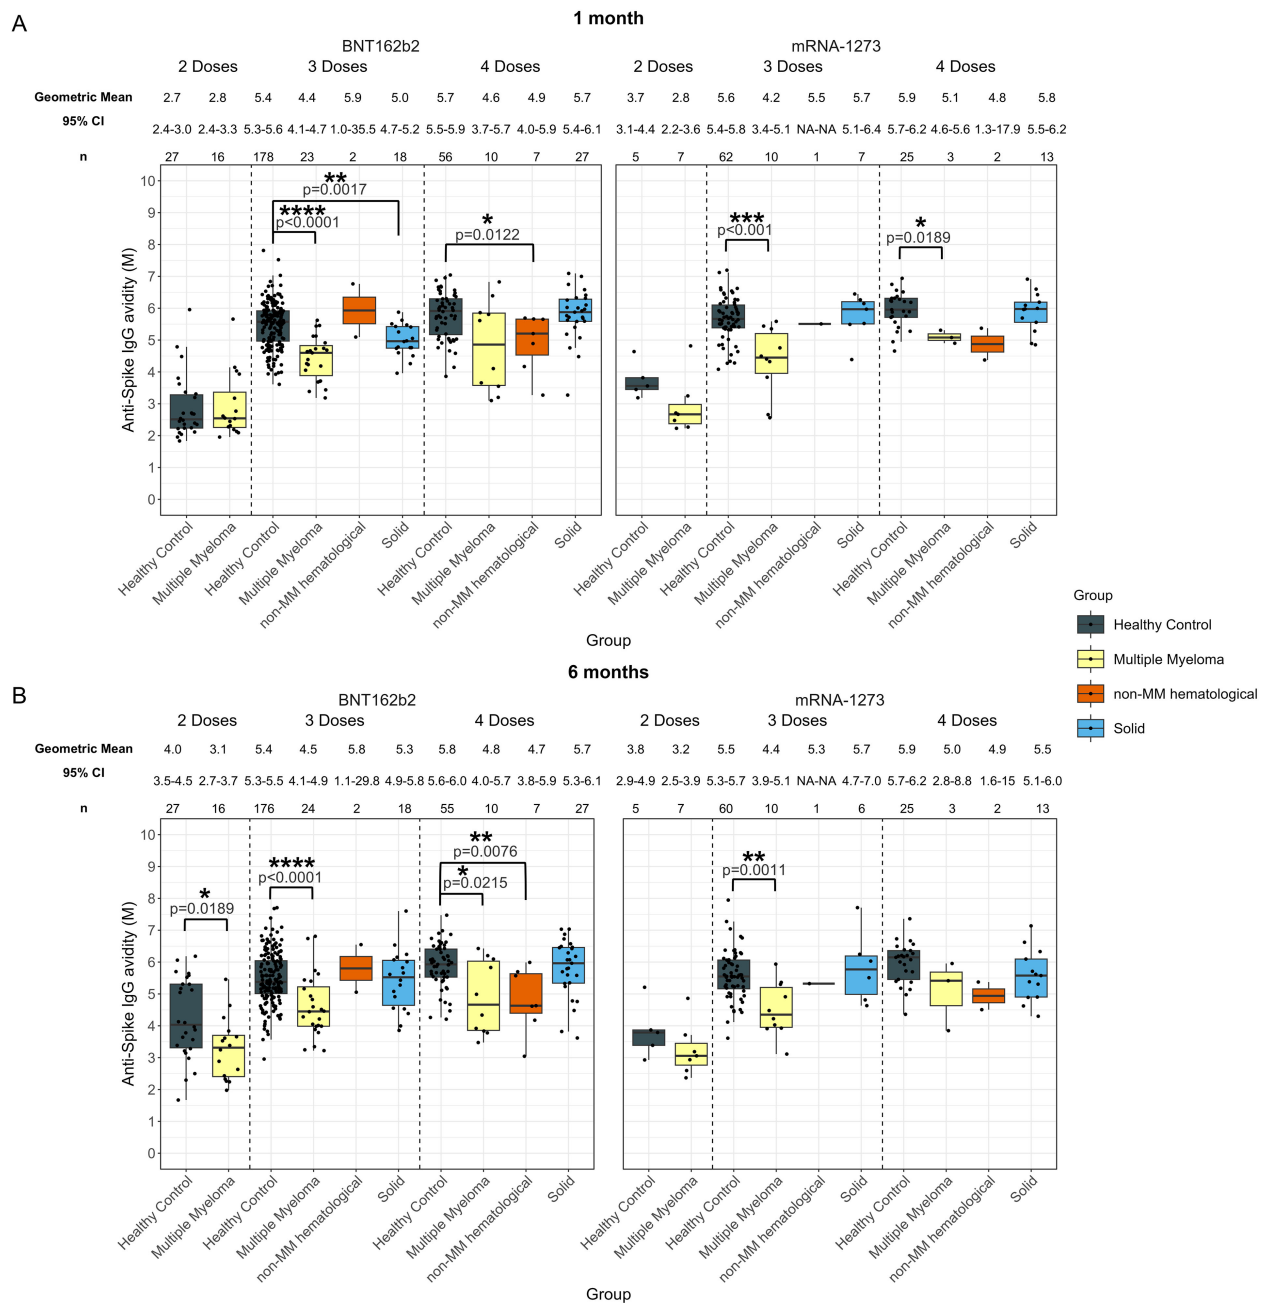 A
1 month
BNT162b2
mRNA-1273
2 Doses 3 Doses 4 Doses 2 Doses 3 Doses 4 Doses
Geometric Mean 2.7 2.8 5.4 4.4 5.9 5.0 5.7 4.6 4.9 5.7 3.7 2.8 5.6 4.2 5.5 5.7 5.9 5.1 4.8 5.8
95% CI
2.4-3.0 2.4-3.3 5.3-5.6 4.1-4.7 1.0-35.5 4.7-5.2 5.5-5.9 3.7-5.7 4.0-5.9 5.4-6.1 3.1-4.4 2.2-3.6 5.4-5.8 3.4-5.1 NA-NA 5.1-6.4 5.7-6.2 4.6-5.6 1.3-17.9 5.5-6.2
n 27 16 178 23 2 18 56 10 7 27 5 7 62 10 1 7 25 3 2 13
Anti-Spike IgG avidity (M)
10
9
8
7
6
5
4
3
2
1
0
**
p=0.0017
****
p<0.0001
*
p=0.0122
***
p<0.001
*
p=0.0189
Healthy Control Multiple Myeloma Healthy Control Multiple Myeloma non-MM hematological Solid Healthy Control Multiple Myeloma non-MM hematological Solid
Healthy Control Multiple Myeloma Healthy Control Multiple Myeloma non-MM hematological Solid Healthy Control Multiple Myeloma non-MM hematological Solid
Group
Group
Healthy Control
Multiple Myeloma
non-MM hematological
Solid
B
6 months
BNT162b2
mRNA-1273
2 Doses 3 Doses 4 Doses 2 Doses 3 Doses 4 Doses
Geometric Mean 4.0 3.1 5.4 4.5 5.8 5.3 5.8 4.8 4.7 5.7 3.8 3.2 5.5 4.4 5.3 5.7 5.9 5.0 4.9 5.5
95% CI
3.5-4.5 2.7-3.7 5.3-5.5 4.1-4.9 1.1-29.8 4.9-5.8 5.6-6.0 4.0-5.7 3.8-5.9 5.3-6.1 2.9-4.9 2.5-3.9 5.3-5.7 3.9-5.1 NA-NA 4.7-7.0 5.7-6.2 2.8-8.8 1.6-15 5.1-6.0
n 27 16 176 24 2 18 55 10 7 27 5 7 60 10 1 6 25 3 2 13
Anti-Spike IgG avidity (M)
10
9
8
7
6
5
4
3
2
1
0
*
p=0.0189
****
p<0.0001
**
p=0.0076
*
p=0.0215
**
p=0.0011
Healthy Control Multiple Myeloma Healthy Control Multiple Myeloma non-MM hematological Solid Healthy Control Multiple Myeloma non-MM hematological Solid
Healthy Control Multiple Myeloma Healthy Control Multiple Myeloma non-MM hematological Solid Healthy Control Multiple Myeloma non-MM hematological Solid
Group